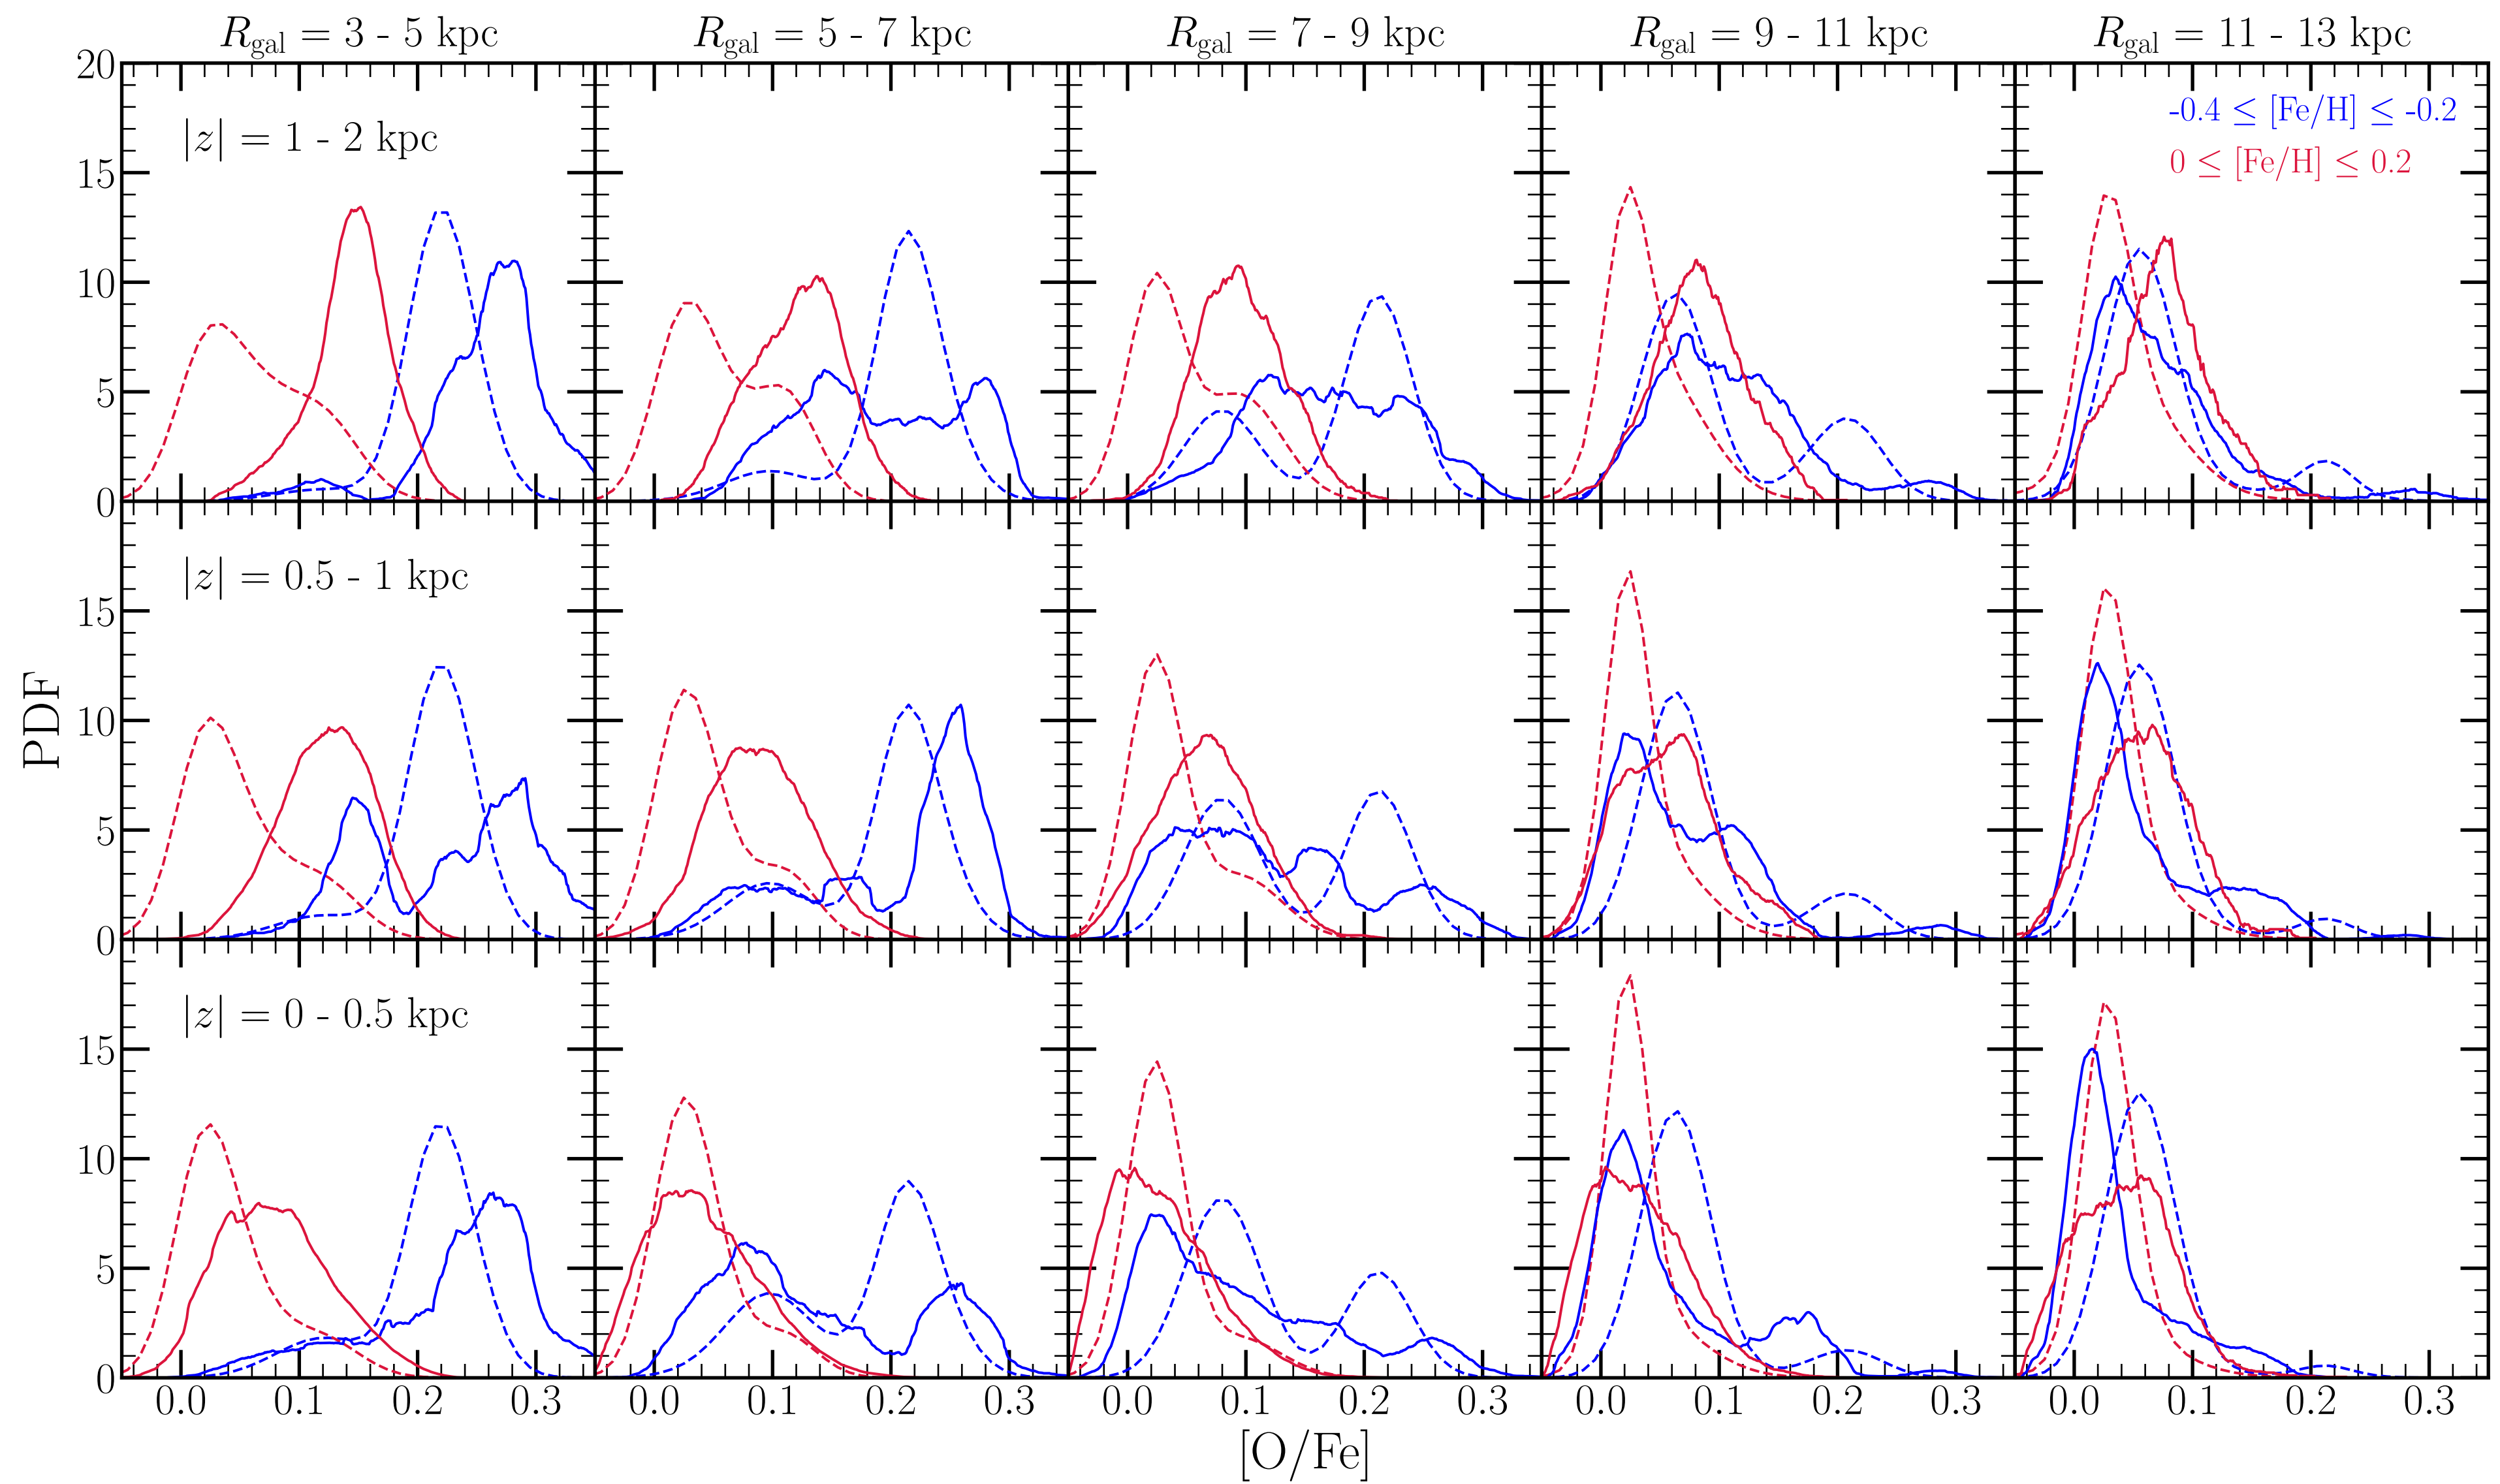 R_gal = 3 - 5 kpc R_gal = 5 - 7 kpc R_gal = 7 - 9 kpc R_gal = 9 - 11 kpc R_gal = 11 - 13 kpc
20
-0.4 ≤ [Fe/H] ≤ -0.2
|z| = 1 - 2 kpc
0 ≤ [Fe/H] ≤ 0.2
15
10
5
0
|z| = 0.5 - 1 kpc
15
PDF
10
5
0
|z| = 0 - 0.5 kpc
15
10
5
0
0.0 0.1 0.2 0.3 0.0 0.1 0.2 0.3 0.0 0.1 0.2 0.3 0.0 0.1 0.2 0.3 0.0 0.1 0.2 0.3
[O/Fe]